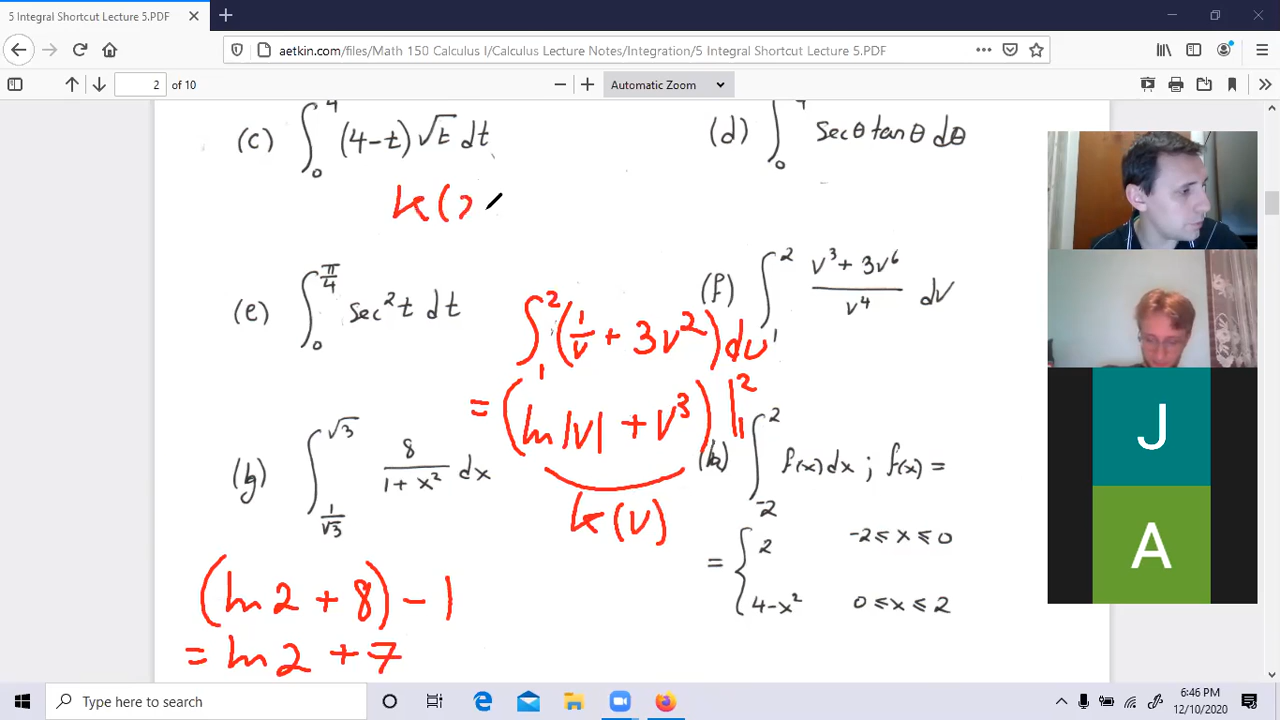 5 Integral Shortcut Lecture 5.PDF
aetkin.com/files/Math 150 Calculus I/Calculus Lecture Notes/Integration/5 Integral Shortcut Lecture 5.PDF
2 of 10
Automatic Zoom
(c) ∫₀⁴ (4-t)√t dt
(d) ∫₀ secθ tanθ dθ
k(
(e) ∫₀^(π/4) sec²t dt
(f) ∫₁² (v³ + 3v⁶)/v⁴ dv
∫₁² (1/v + 3v²) dv
= (ln|v| + v³) |₁²
k(v)
(g) ∫_(1/√3)^(√3) 8/(1+x²) dx
(h) ∫₋₂² f(x)dx ; f(x) =
= { 2 -2≤x≤0
4-x² 0≤x≤2
(ln2 + 8) - 1
= ln2 + 7
J
A
Type here to search
6:46 PM
12/10/2020